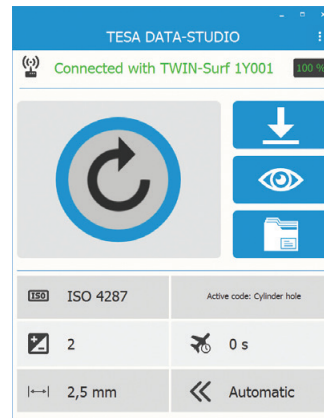 TESA DATA-STUDIO
Connected with TWIN-Surf 1Y001 100 %
ISO ISO 4287
Active code: Cylinder hole
2
0 s
2,5 mm
Automatic